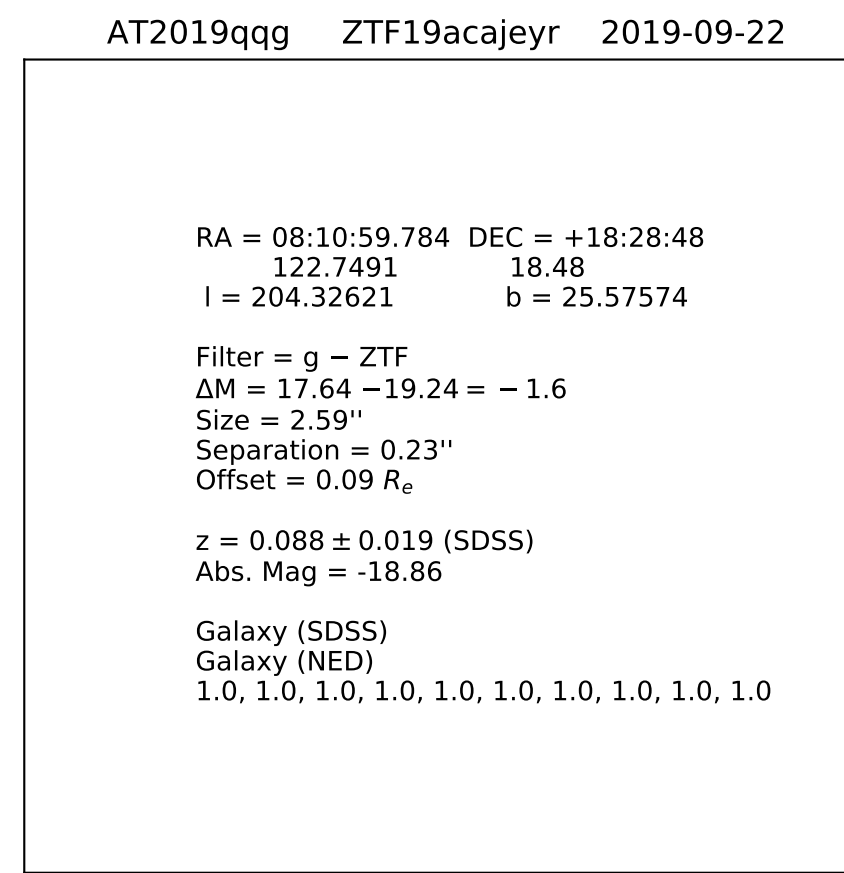 AT2019qqg ZTF19acajeyr 2019-09-22
RA = 08:10:59.784 DEC = +18:28:48
122.7491 18.48
l = 204.32621 b = 25.57574
Filter = g − ZTF
ΔM = 17.64 −19.24 = − 1.6
Size = 2.59''
Separation = 0.23''
Offset = 0.09 Re
z = 0.088 ± 0.019 (SDSS)
Abs. Mag = -18.86
Galaxy (SDSS)
Galaxy (NED)
1.0, 1.0, 1.0, 1.0, 1.0, 1.0, 1.0, 1.0, 1.0, 1.0